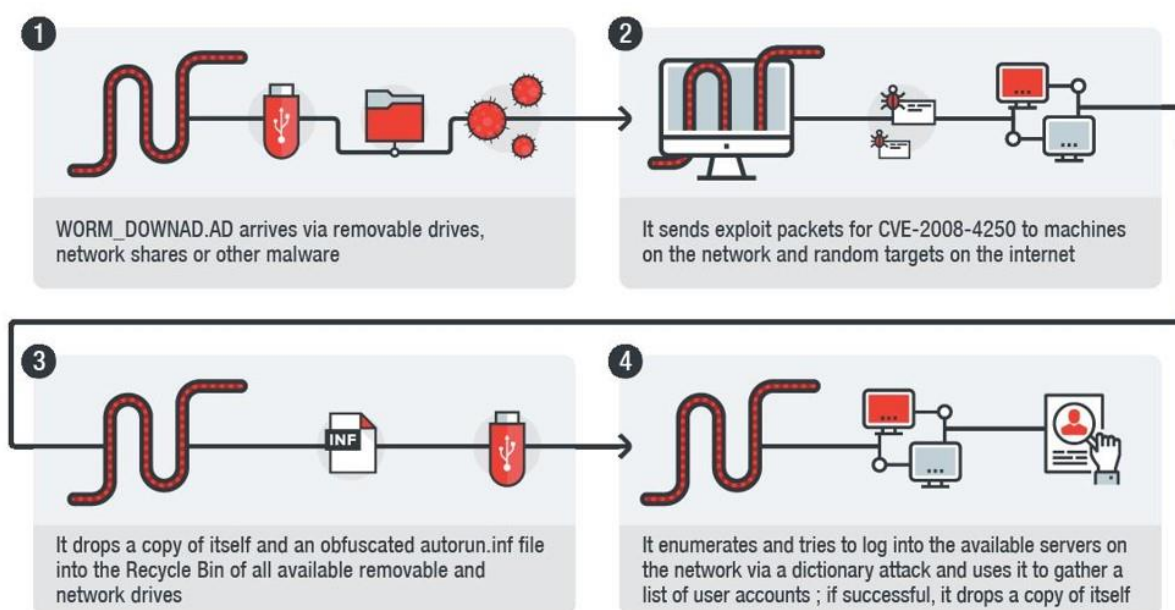 1
WORM_DOWNAD.AD arrives via removable drives,
network shares or other malware
2
It sends exploit packets for CVE-2008-4250 to machines
on the network and random targets on the internet
3
INF
It drops a copy of itself and an obfuscated autorun.inf file
into the Recycle Bin of all available removable and
network drives
4
It enumerates and tries to log into the available servers on
the network via a dictionary attack and uses it to gather a
list of user accounts ; if successful, it drops a copy of itself